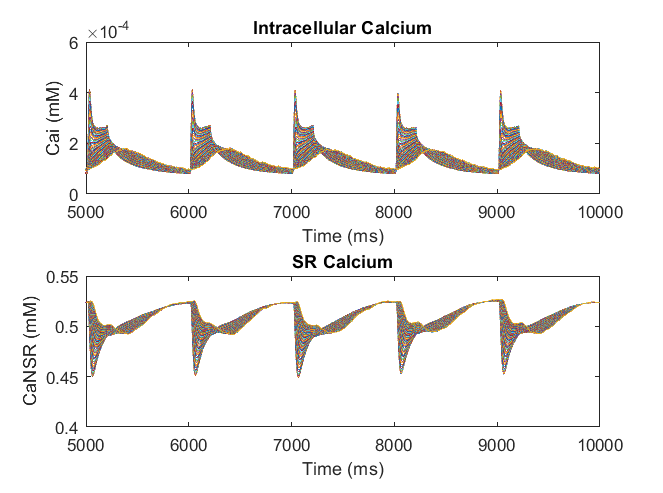 Intracellular Calcium
×10-4
6
4
2
0
Cai (mM)
5000 6000 7000 8000 9000 10000
Time (ms)
SR Calcium
0.55
0.5
0.45
0.4
CaNSR (mM)
5000 6000 7000 8000 9000 10000
Time (ms)